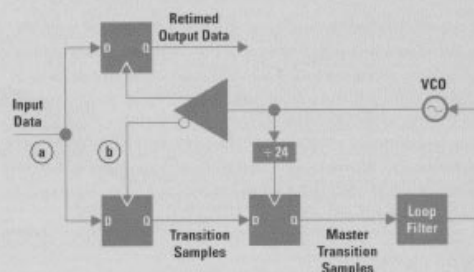 Retimed
Output Data
D
Q
VCO
Input
Data
a
b
÷ 24
D
Q
Transition
Samples
D
Q
Master
Transition
Samples
Loop
Filter